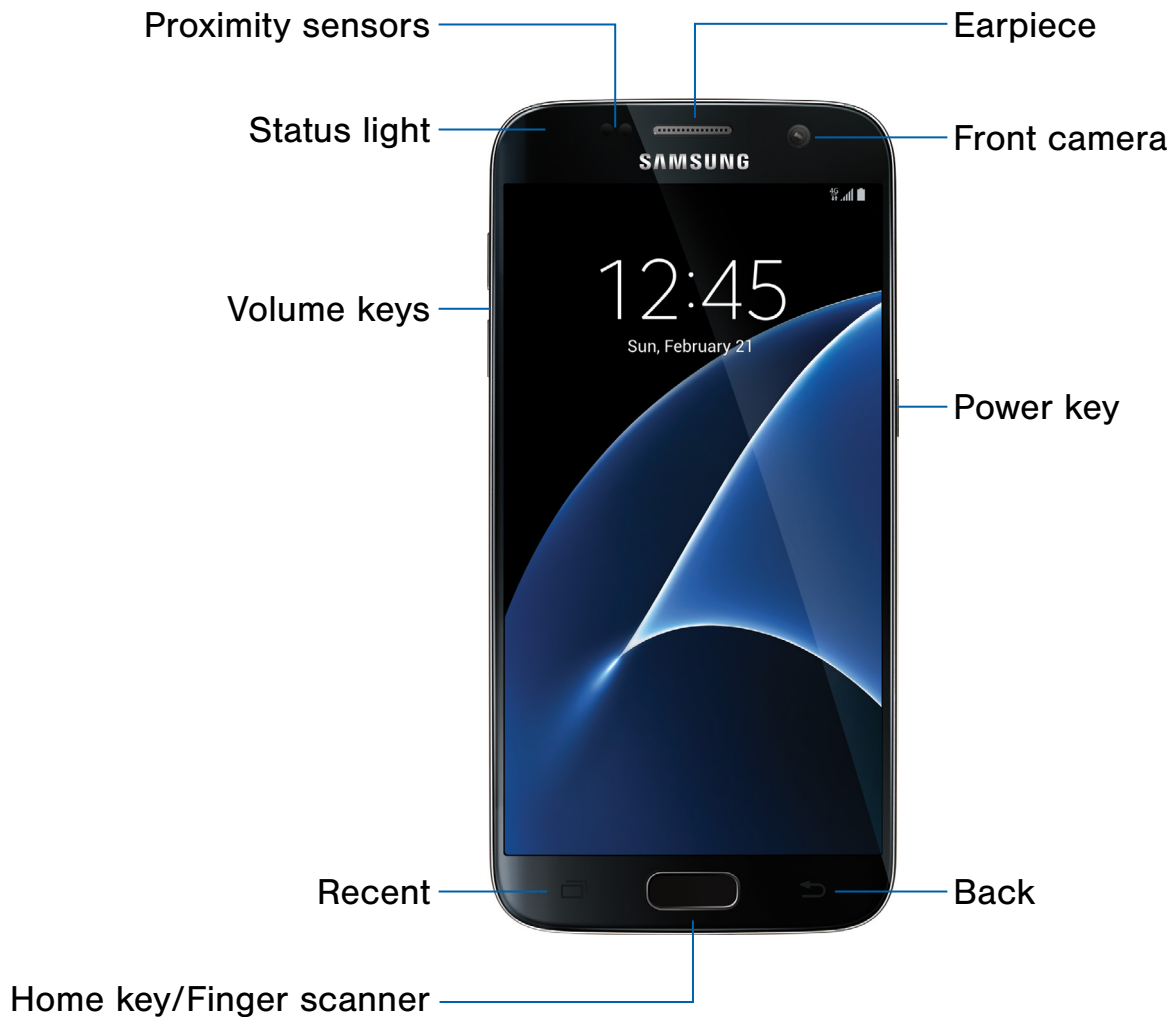 Proximity sensors
Earpiece
Status light
Front camera
SAMSUNG
4G
12:45
Volume keys
Sun, February 21
Power key
Recent
Back
Home key/Finger scanner